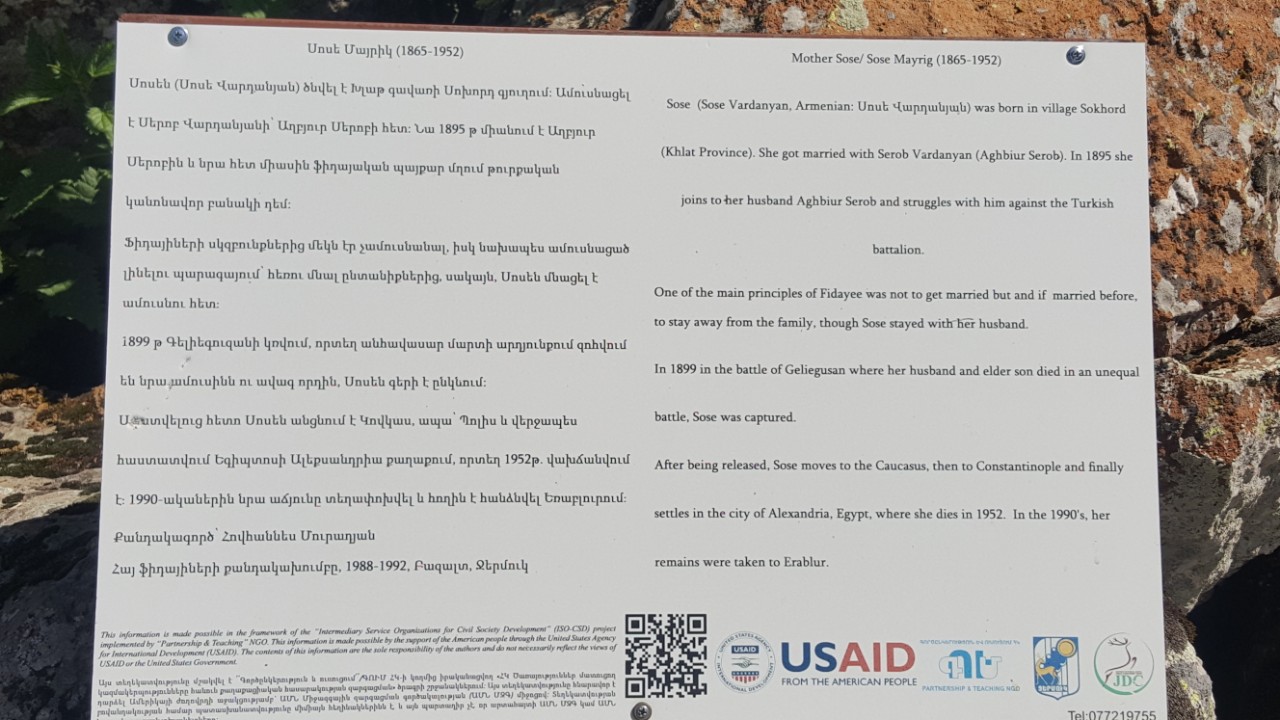 Սոսե Մայրիկ (1865-1952)
Սոսեն (Սոսե Վարդանյան) ծնվել է Խլաթ գավառի Սոխորդ գյուղում: Ամուսնացել
է Սերոբ Վարդանյանի՝ Աղբյուր Սերոբի հետ: Նա 1895 թ միանում է Աղբյուր
Սերոբին և նրա հետ միասին ֆիդայական պայքար մղում թուրքական
կանոնավոր բանակի դեմ:
Ֆիդայիների սկզբունքներից մեկն էր չամուսնանալ, իսկ նախապես ամուսնացած
լինելու պարագայում՝ հեռու մնալ ընտանիքներից, սակայն, Սոսեն մնացել է
ամուսնու հետ:
1899 թ Գելիեգուզանի կռվում, որտեղ անհավասար մարտի արդյունքում զոհվում
են նրա ամուսինն ու ավագ որդին, Սոսեն գերի է ընկնում:
հետո Սոսեն անցնում է Կովկաս, ապա՝ Պոլիս և վերջապես
հաստատվում Եգիպտոսի Ալեքսանդրիա քաղաքում, որտեղ 1952թ. վախճանվում
է: 1990-ականներին նրա աճյունը տեղափոխվել և հողին է հանձնվել Եռաբլուրում:
Քանդակագործ՝ Հովհաննես Մուրադյան
Հայ ֆիդայիների քանդակախումբը, 1988-1992, Բազալտ, Ջերմուկ
Mother Sose/ Sose Mayrig (1865-1952)
Sose (Sose Vardanyan, Armenian: Սոսե Վարդանյան) was born in village Sokhord
(Khlat Province). She got married with Serob Vardanyan (Aghbiur Serob). In 1895 she
joins to her husband Aghbiur Serob and struggles with him against the Turkish
battalion.
One of the main principles of Fidayee was not to get married but and if married before,
to stay away from the family, though Sose stayed with her husband.
In 1899 in the battle of Geliegusan where her husband and elder son died in an unequal
battle, Sose was captured.
After being released, Sose moves to the Caucasus, then to Constantinople and finally
settles in the city of Alexandria, Egypt, where she dies in 1952. In the 1990's, her
remains were taken to Erablur.
This information is made possible in the framework of the "Intermediary Service Organizations for Civil Society Development" (ISO-CSD) project
implemented by "Partnership & Teaching" NGO. This information is made possible by the support of the American people through the United States Agency
for International Development (USAID). The contents of this information are the sole responsibility of the authors and do not necessarily reflect the views of
USAID or the United States Government.
USAID
USAID
FROM THE AMERICAN PEOPLE
PARTNERSHIP & TEACHING NGO
JDC
Tel:077219755